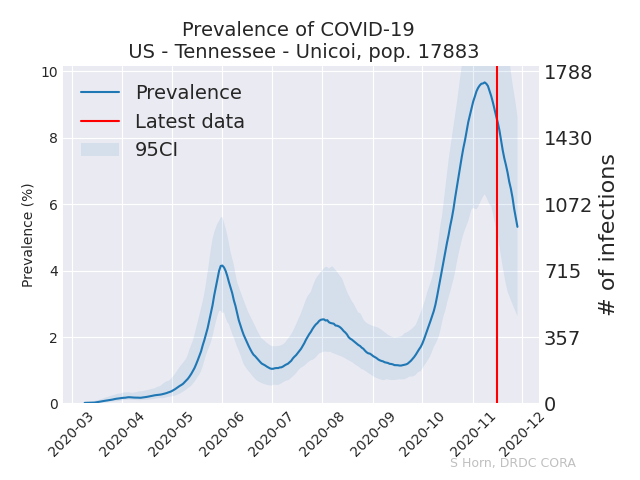 Prevalence of COVID-19
US - Tennessee - Unicoi, pop. 17883
Prevalence
Latest data
95CI
Prevalence (%)
10
8
6
4
2
0
1788
1430
1072
715
357
0
# of infections
2020-03
2020-04
2020-05
2020-06
2020-07
2020-08
2020-09
2020-10
2020-11
2020-12
S Horn, DRDC CORA